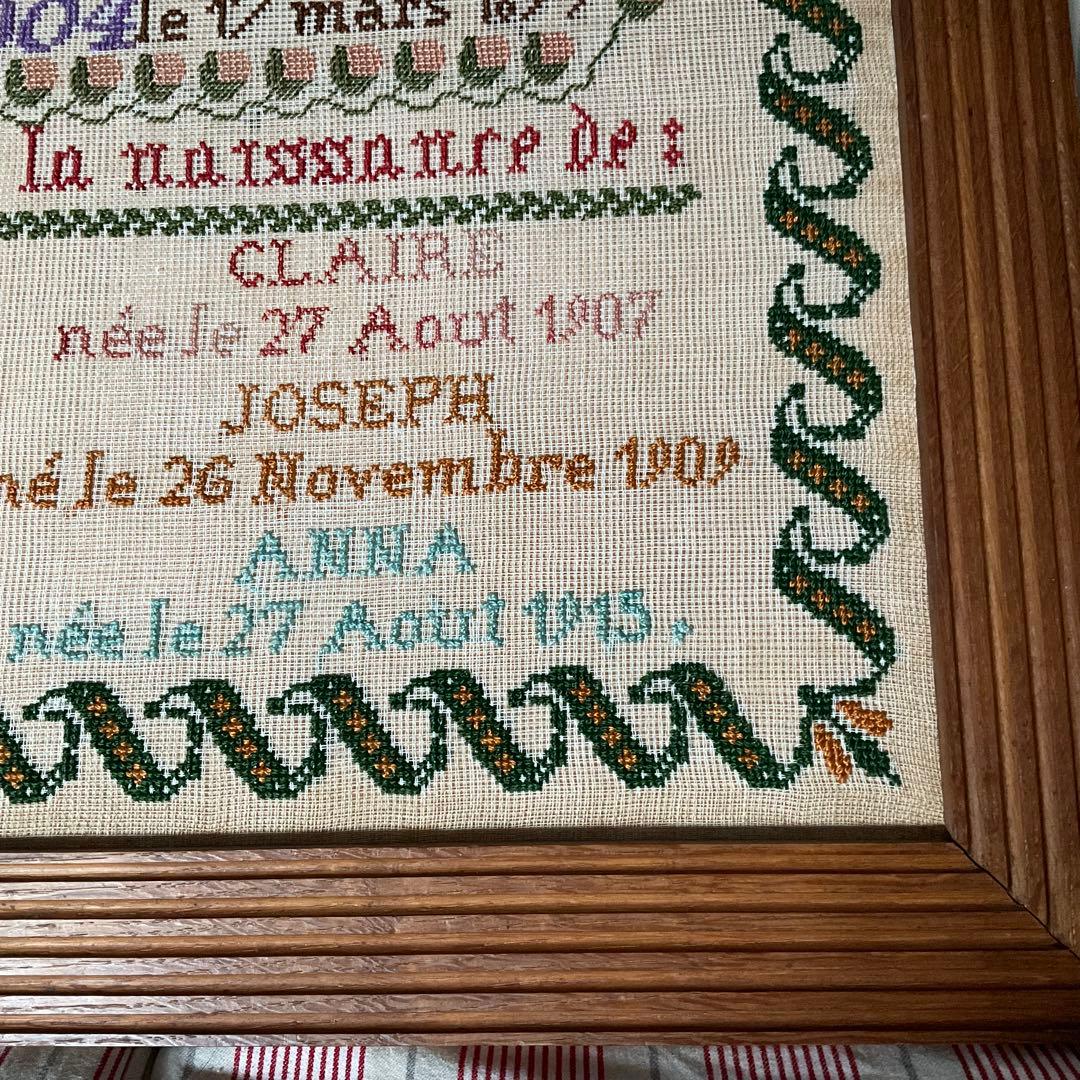 le 17 mars
la naissance de :
CLAIRE
née le 27 Aout 1907
JOSEPH
né le 26 Novembre 1909
ANNA
née le 27 Aout 1915.